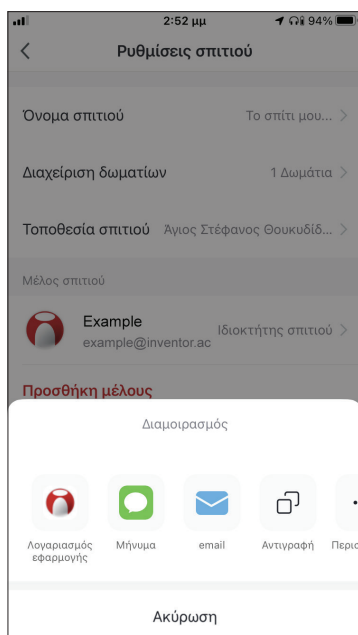 2:52 μμ
94%
Ρυθμίσεις σπιτιού
Όνομα σπιτιού
Το σπίτι μου...
Διαχείριση δωματίων
1 Δωμάτια
Τοποθεσία σπιτιού
Άγιος Στέφανος Θουκυδίδ...
Μέλος σπιτιού
Example
example@inventor.ac
Ιδιοκτήτης σπιτιού
Προσθήκη μέλους
Διαμοιρασμός
Λογαριασμός
εφαρμογής
Μήνυμα
email
Αντιγραφή
Ακύρωση